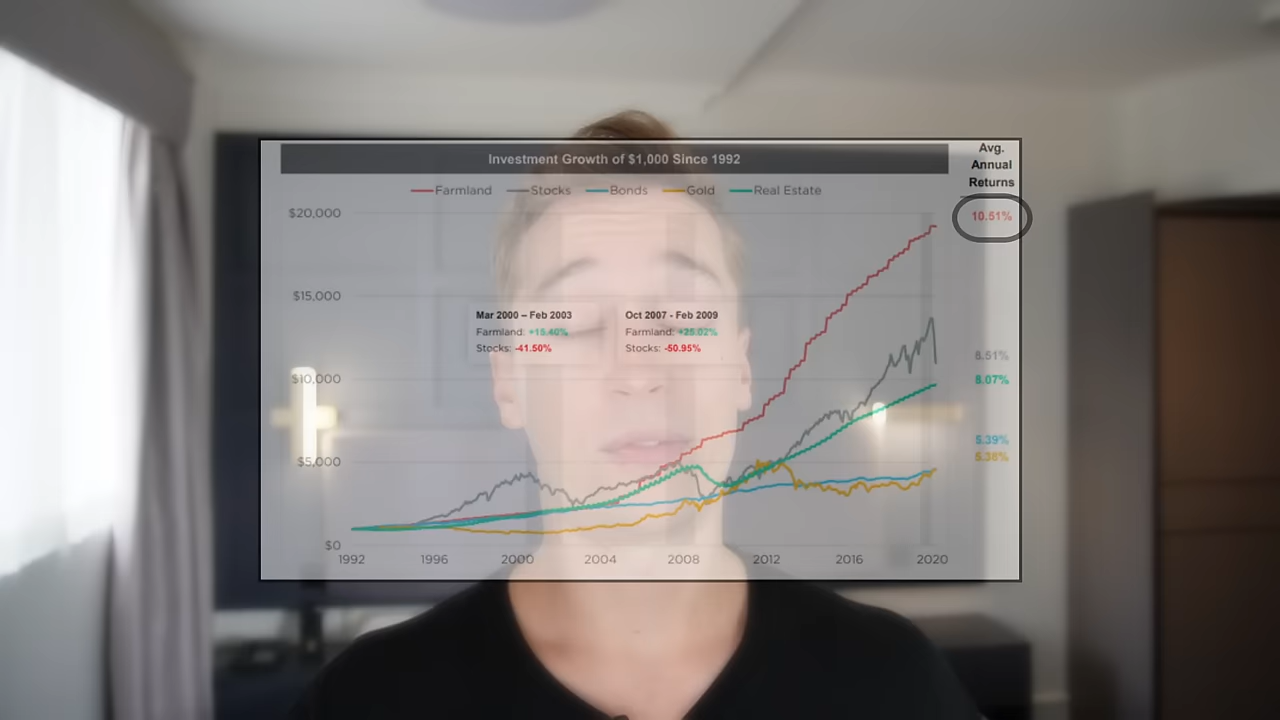 Investment Growth of $1,000 Since 1992
Avg.
Annual
Returns
Farmland Stocks Bonds Gold Real Estate
$20,000
10.51%
$15,000
Mar 2000 – Feb 2003
Farmland: +15.40%
Stocks: -41.50%
Oct 2007 - Feb 2009
Farmland: +25.02%
Stocks: -50.95%
8.51%
$10,000
8.07%
5.39%
5.38%
$5,000
$0
1992 1996 2000 2004 2008 2012 2016 2020